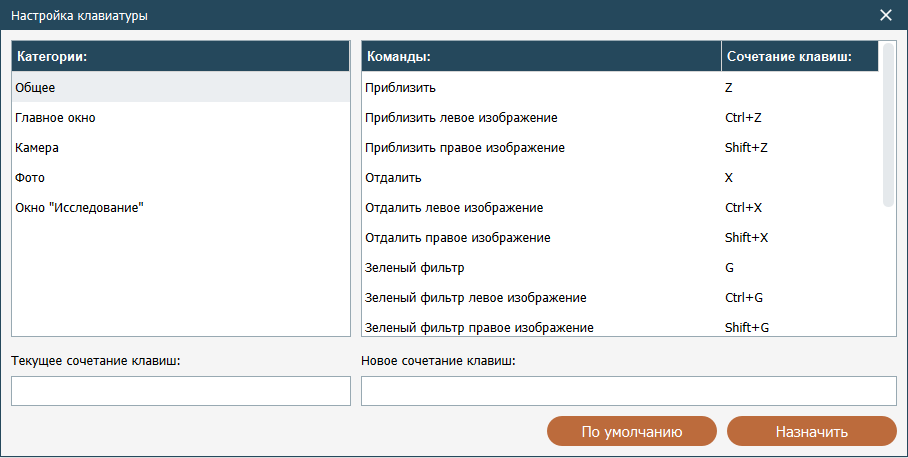 Настройка клавиатуры
Категории:
Общее
Главное окно
Камера
Фото
Окно "Исследование"
Команды: Сочетание клавиш:
Приблизить Z
Приблизить левое изображение Ctrl+Z
Приблизить правое изображение Shift+Z
Отдалить X
Отдалить левое изображение Ctrl+X
Отдалить правое изображение Shift+X
Зеленый фильтр G
Зеленый фильтр левое изображение Ctrl+G
Зеленый фильтр правое изображение Shift+G
Текущее сочетание клавиш:
Новое сочетание клавиш:
По умолчанию
Назначить